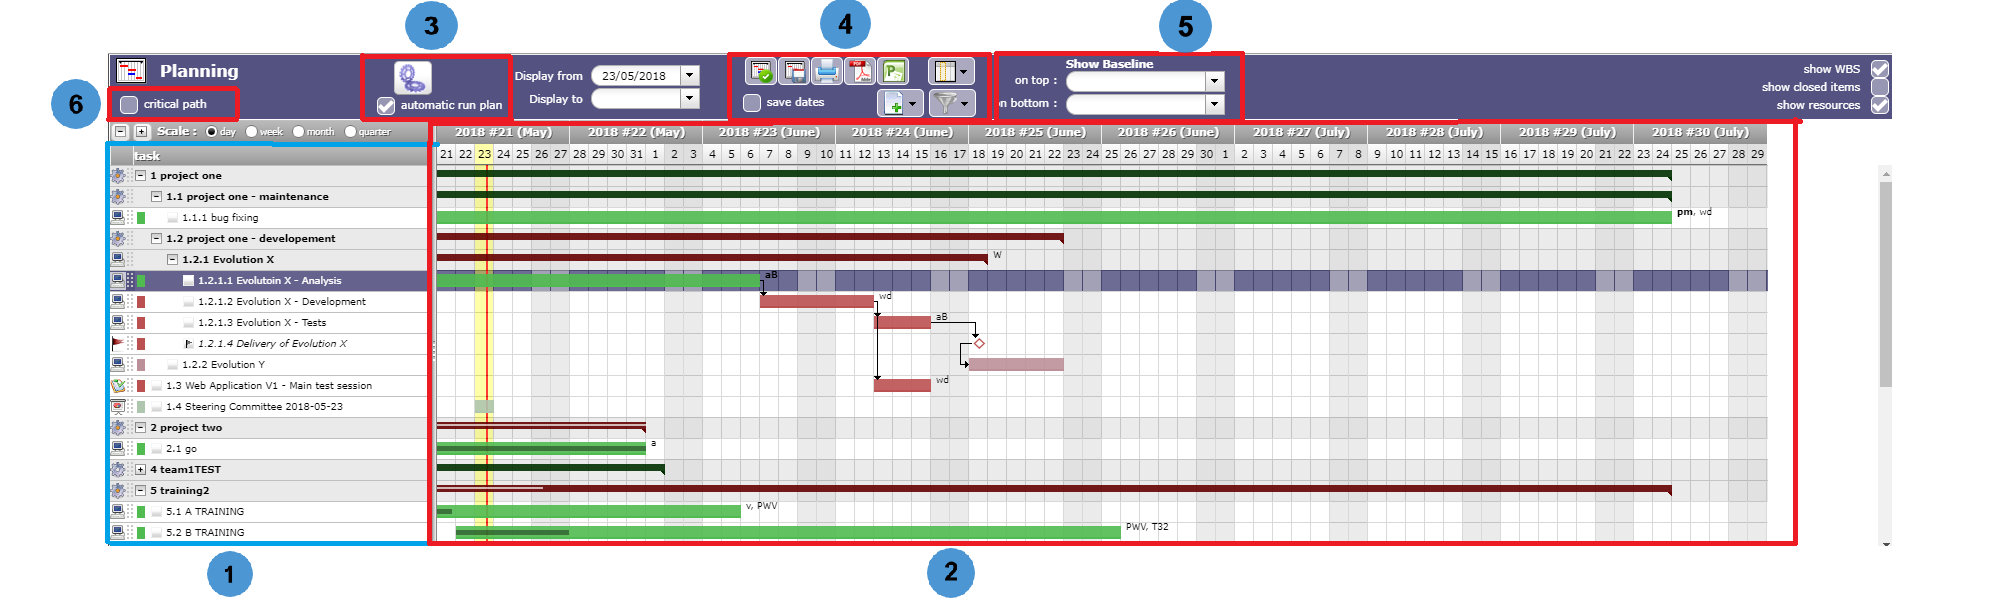 3
4
5
Planning
Display from 23/05/2018
Show Baseline
show WBS
on top :
6
critical path
automatic run plan
Display to
save dates
on bottom :
show closed items
show resources
Scale : day week month quarter
2018 #21 (May) 2018 #22 (May) 2018 #23 (June) 2018 #24 (June) 2018 #25 (June) 2018 #26 (June) 2018 #27 (July) 2018 #28 (July) 2018 #29 (July) 2018 #30 (July)
task
21 22 23 24 25 26 27 28 29 30 31 1 2 3 4 5 6 7 8 9 10 11 12 13 14 15 16 17 18 19 20 21 22 23 24 25 26 27 28 29 30 1 2 3 4 5 6 7 8 9 10 11 12 13 14 15 16 17 18 19 20 21 22 23 24 25 26 27 28 29
1 project one
1.1 project one - maintenance
1.1.1 bug fixing pm, wd
1.2 project one - developement
1.2.1 Evolution X W
1.2.1.1 Evolutoin X - Analysis aB
1.2.1.2 Evolution X - Development wd
1.2.1.3 Evolution X - Tests aB
1.2.1.4 Delivery of Evolution X
1.2.2 Evolution Y
1.3 Web Application V1 - Main test session wd
1.4 Steering Committee 2018-05-23
2 project two
2.1 go a
4 team1TEST
5 training2
5.1 A TRAINING v, PWV
5.2 B TRAINING PWV, T32
1
2